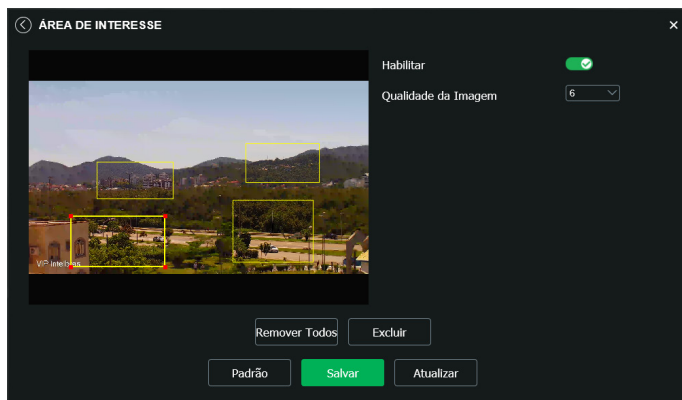 ÁREA DE INTERESSE
Habilitar
Qualidade da Imagem
6
VIP Intelbras
Remover Todos
Excluir
Padrão
Salvar
Atualizar